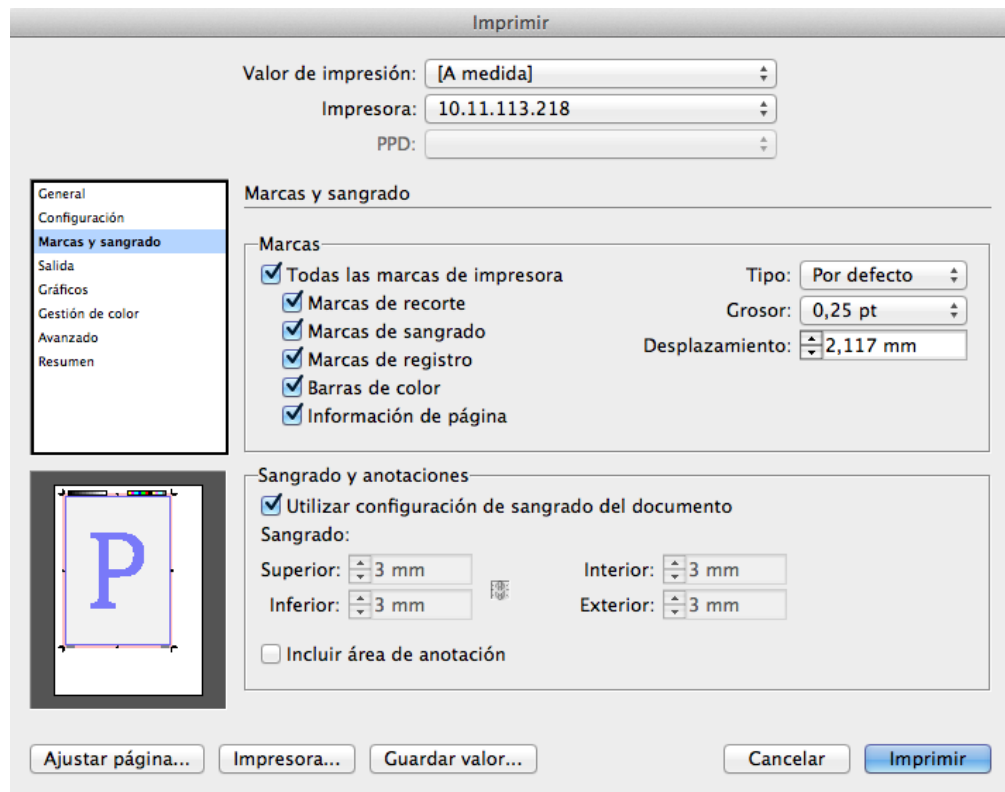 Imprimir
Valor de impresión: [A medida]
Impresora: 10.11.113.218
PPD:
General
Configuración
Marcas y sangrado
Salida
Gráficos
Gestión de color
Avanzado
Resumen
Marcas y sangrado
Marcas
Todas las marcas de impresora
Marcas de recorte
Marcas de sangrado
Marcas de registro
Barras de color
Información de página
Tipo: Por defecto
Grosor: 0,25 pt
Desplazamiento: 2,117 mm
P
Sangrado y anotaciones
Utilizar configuración de sangrado del documento
Sangrado:
Superior: 3 mm Interior: 3 mm
Inferior: 3 mm Exterior: 3 mm
Incluir área de anotación
Ajustar página... Impresora... Guardar valor... Cancelar Imprimir